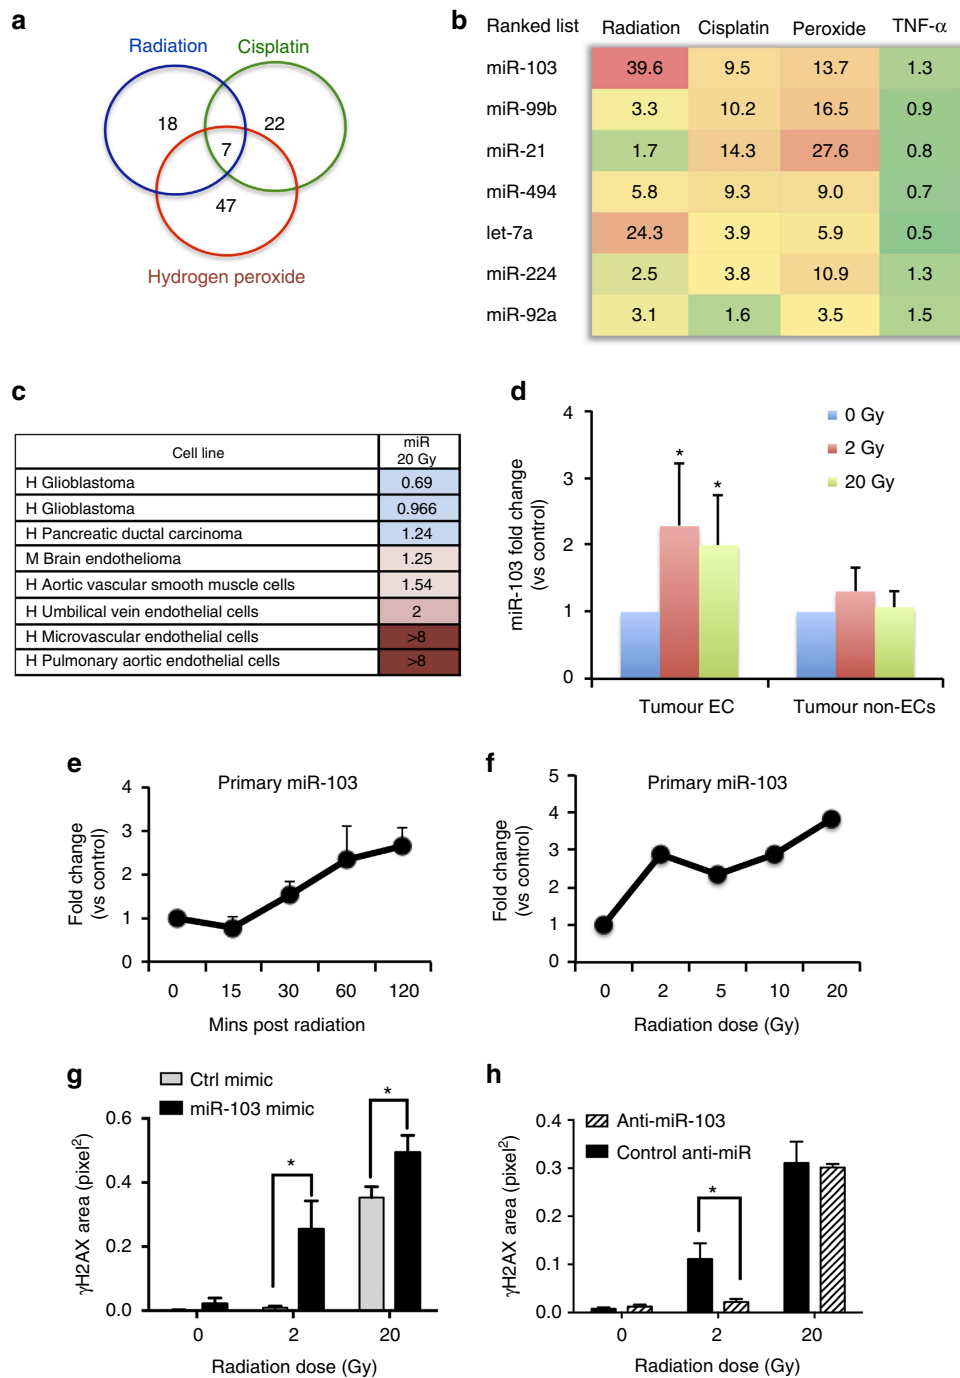 a
Radiation Cisplatin
18 22
7
47
Hydrogen peroxide
b
Ranked list Radiation Cisplatin Peroxide TNF-α
miR-103 39.6 9.5 13.7 1.3
miR-99b 3.3 10.2 16.5 0.9
miR-21 1.7 14.3 27.6 0.8
miR-494 5.8 9.3 9.0 0.7
let-7a 24.3 3.9 5.9 0.5
miR-224 2.5 3.8 10.9 1.3
miR-92a 3.1 1.6 3.5 1.5
c
Cell line miR 20 Gy
H Glioblastoma 0.69
H Glioblastoma 0.966
H Pancreatic ductal carcinoma 1.24
M Brain endothelioma 1.25
H Aortic vascular smooth muscle cells 1.54
H Umbilical vein endothelial cells 2
H Microvascular endothelial cells >8
H Pulmonary aortic endothelial cells >8
d
miR-103 fold change
(vs control)
4
3
2
1
0
0 Gy
2 Gy
20 Gy
* *
Tumour EC Tumour non-ECs
e
Primary miR-103
Fold change
(vs control)
4
3
2
1
0
0 15 30 60 120
Mins post radiation
f
Primary miR-103
Fold change
(vs control)
5
4
3
2
1
0
0 2 5 10 20
Radiation dose (Gy)
g
Ctrl mimic
miR-103 mimic
γH2AX area (pixel²)
0.6
0.4
0.2
0.0
* *
0 2 20
Radiation dose (Gy)
h
Anti-miR-103
Control anti-miR
γH2AX area (pixel²)
0.4
0.3
0.2
0.1
0.0
*
0 2 20
Radiation dose (Gy)